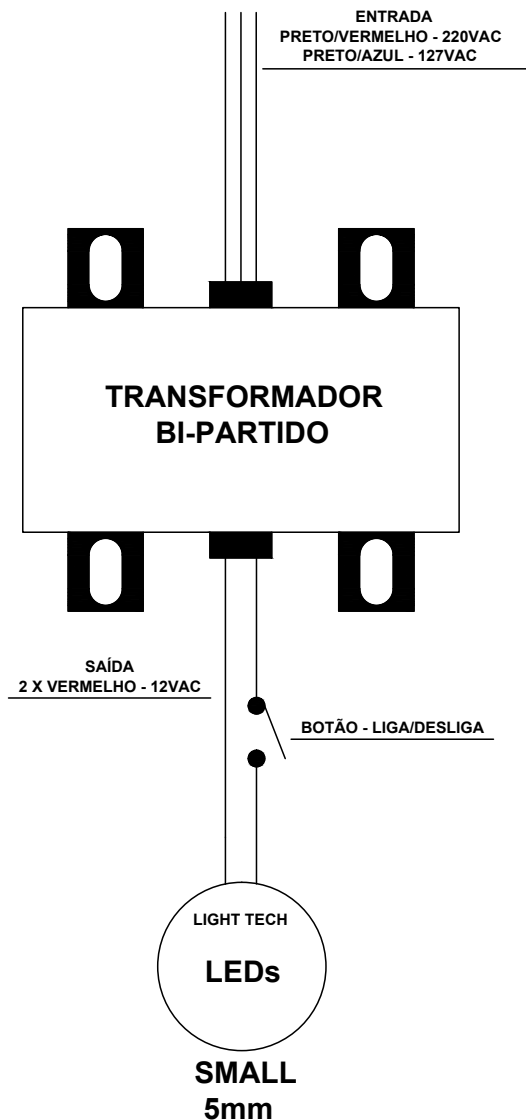 ENTRADA
PRETO/VERMELHO - 220VAC
PRETO/AZUL - 127VAC
TRANSFORMADOR
BI-PARTIDO
SAÍDA
2 X VERMELHO - 12VAC
BOTÃO - LIGA/DESLIGA
LIGHT TECH
LEDs
SMALL
5mm